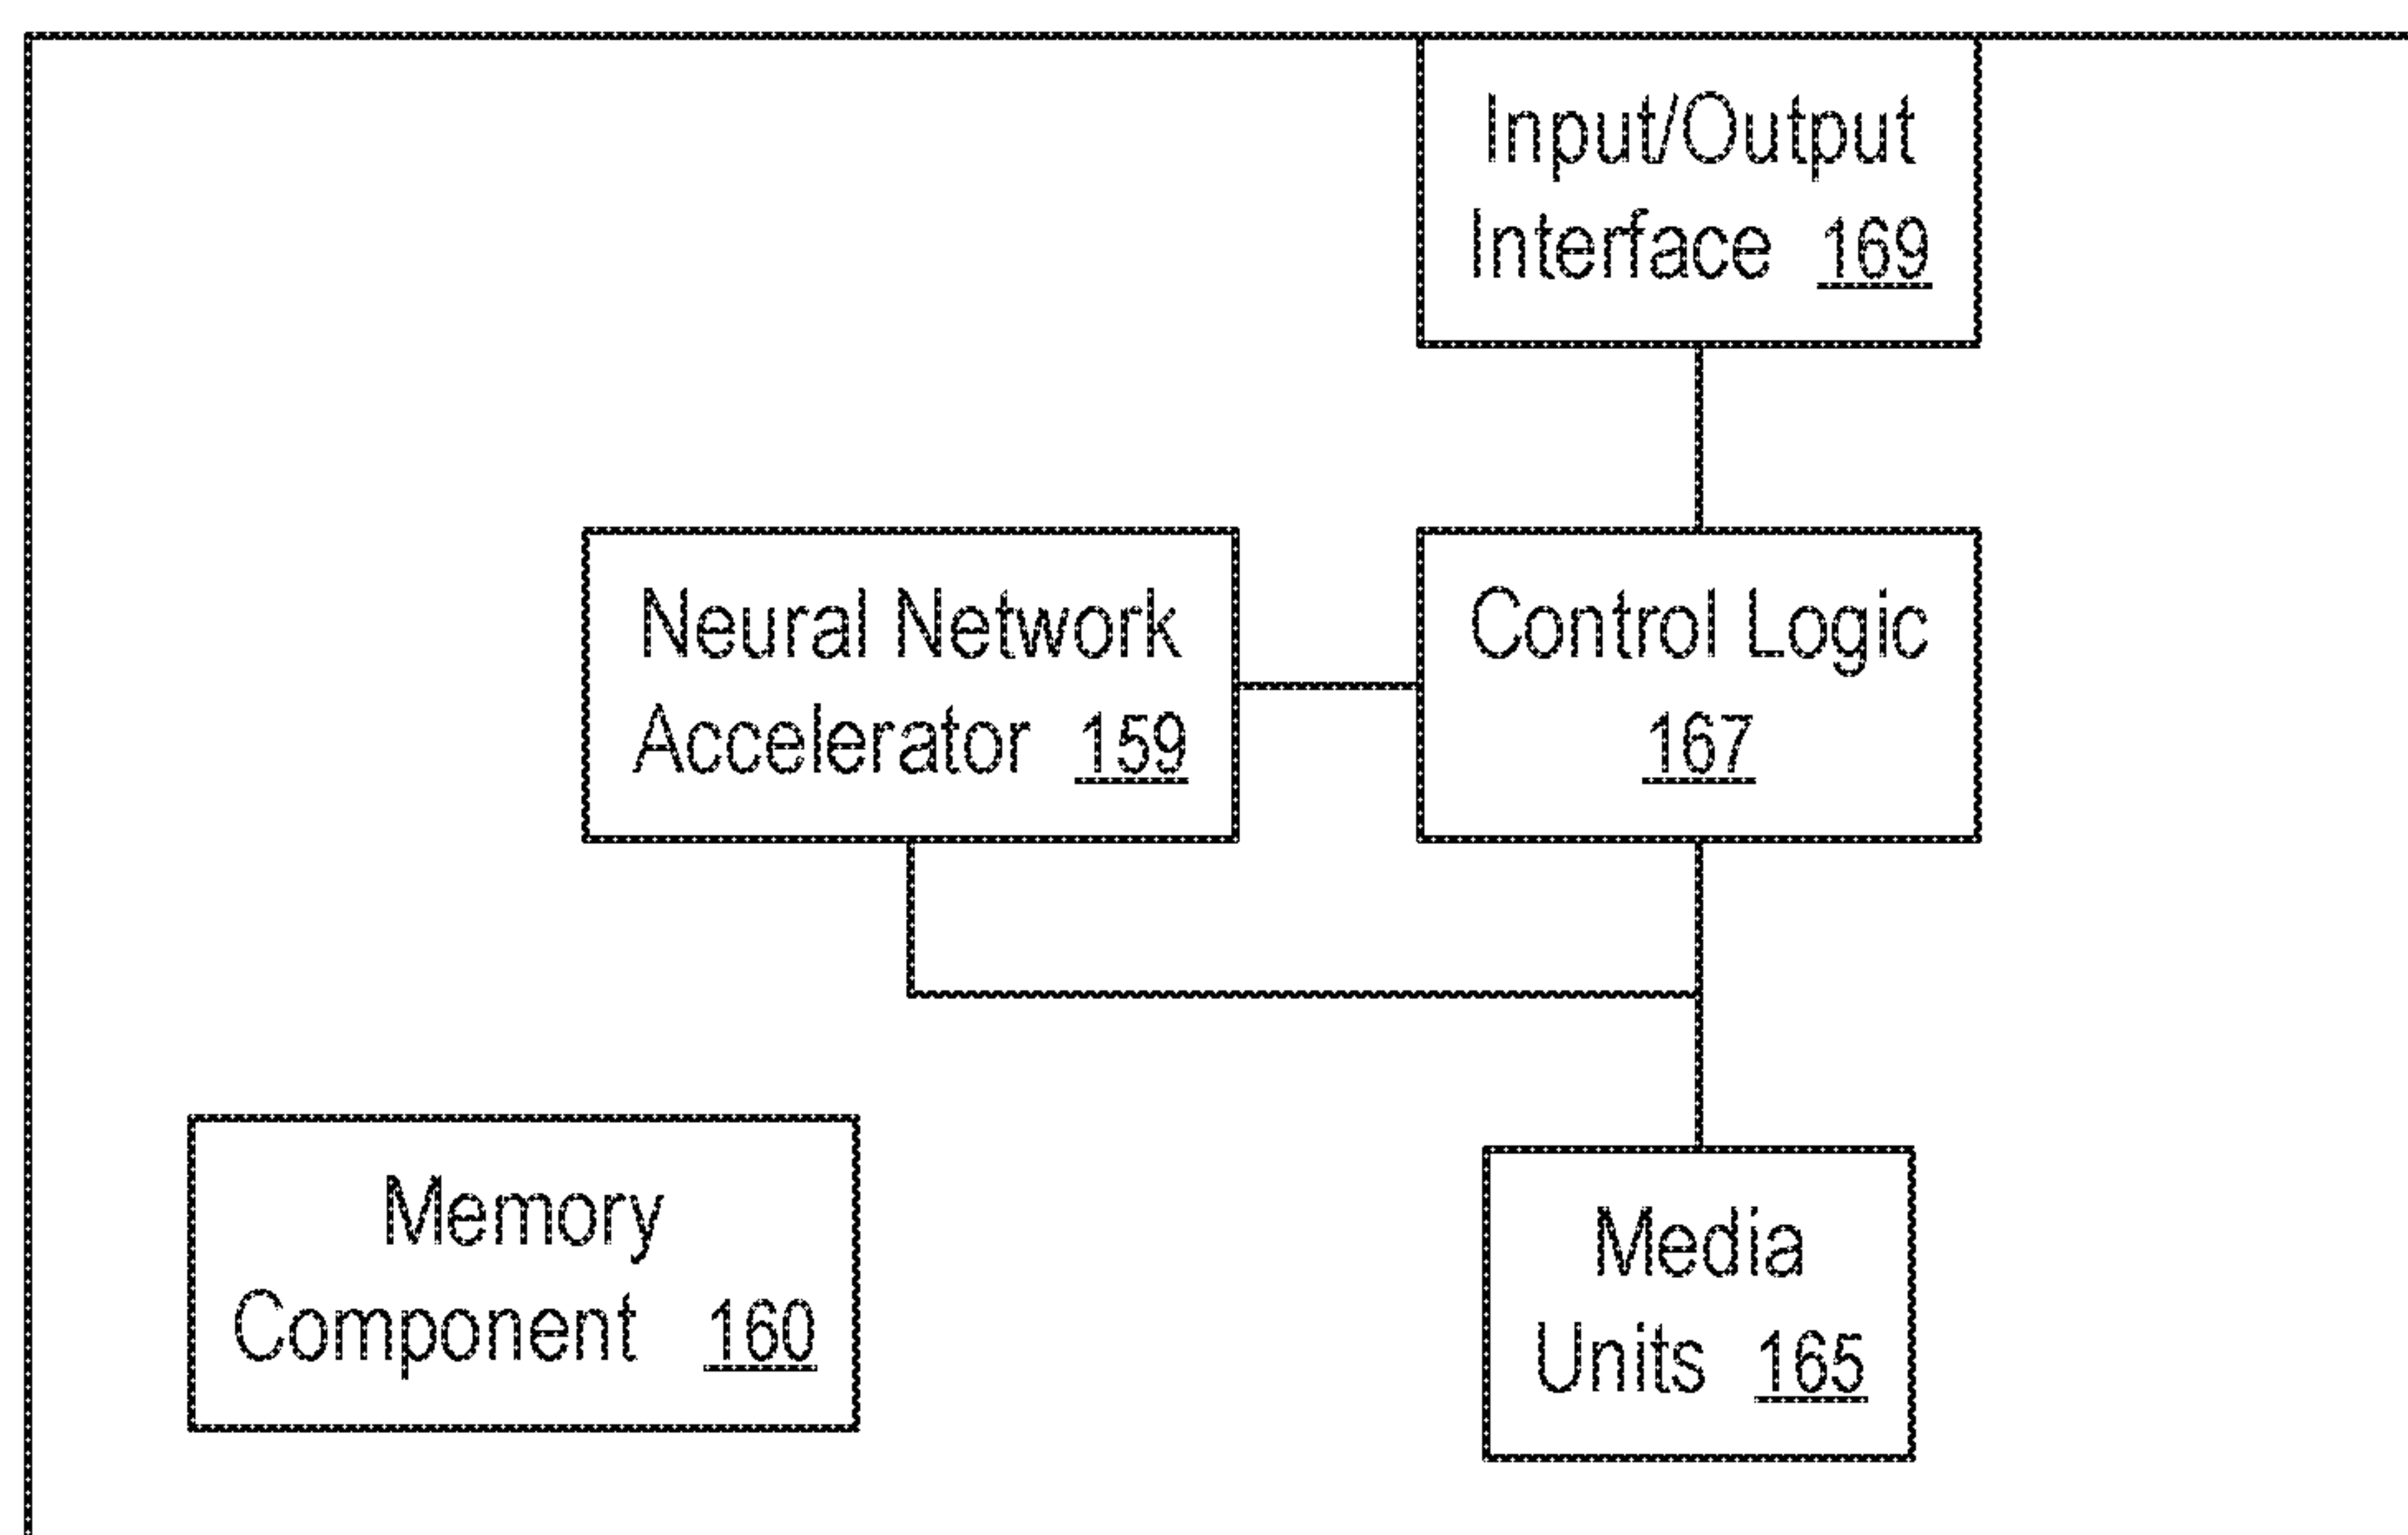 Input/Output
Interface 169
Neural Network
Accelerator 159
Control Logic
167
Memory
Component 160
Media
Units 165